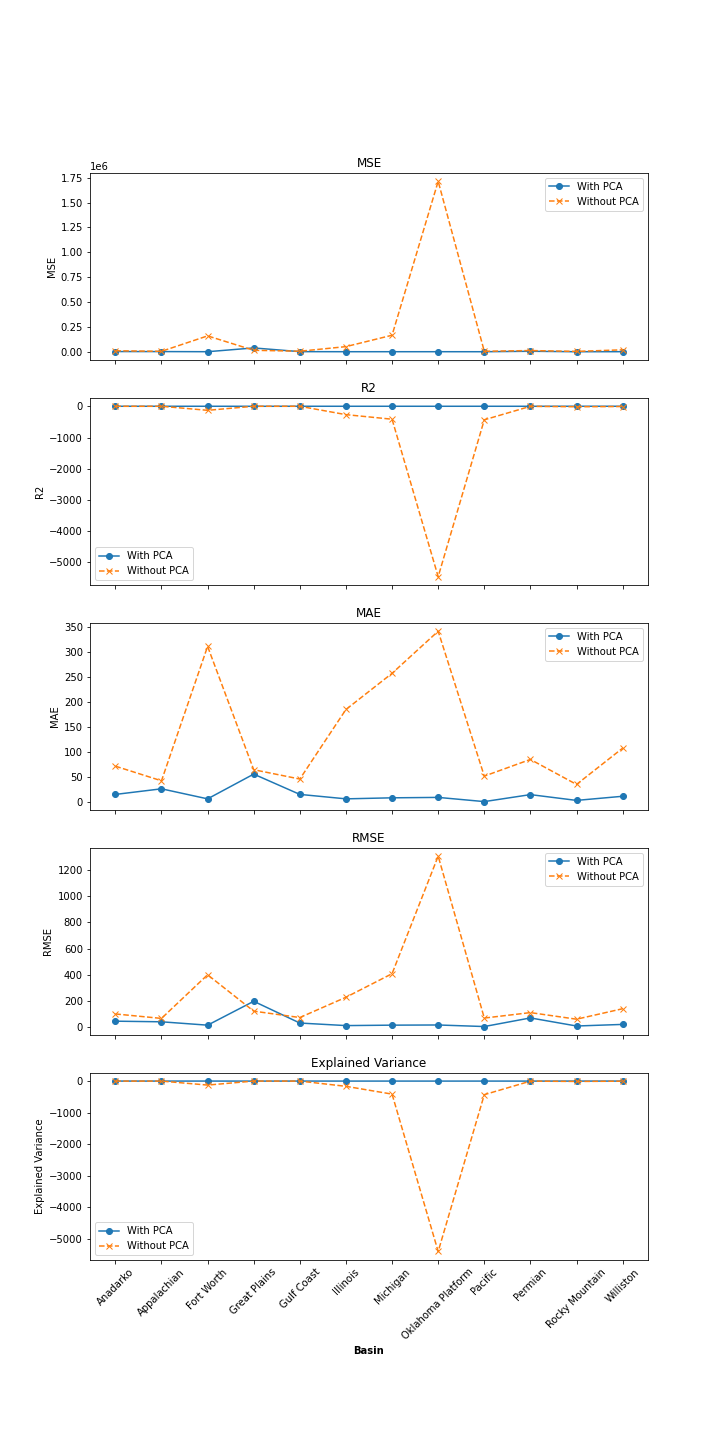 MSE
1e6
1.75
1.50
1.25
1.00
0.75
0.50
0.25
0.00
MSE
With PCA
Without PCA
R2
0
−1000
−2000
−3000
−4000
−5000
R2
With PCA
Without PCA
MAE
350
300
250
200
150
100
50
0
MAE
With PCA
Without PCA
RMSE
1200
1000
800
600
400
200
0
RMSE
With PCA
Without PCA
Explained Variance
0
−1000
−2000
−3000
−4000
−5000
Explained Variance
With PCA
Without PCA
Anadarko
Appalachian
Fort Worth
Great Plains
Gulf Coast
Illinois
Michigan
Oklahoma Platform
Pacific
Permian
Rocky Mountain
Williston
Basin